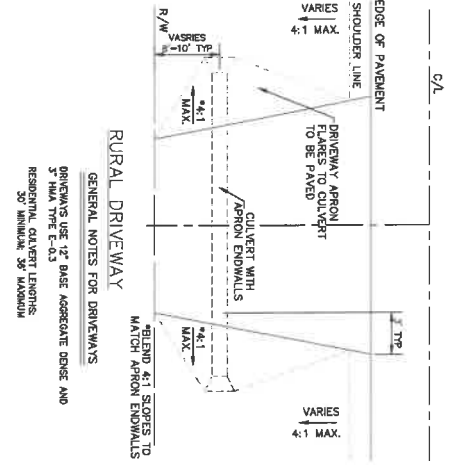 C/L
EDGE OF PAVEMENT
SHOULDER LINE
VARIES
4:1 MAX.
VARIES
4:1 MAX.
R/W
VASRIES
-10' TYP
*4:1
MAX.
DRIVEWAY APRON
FLARES TO CULVERT
TO BE PAVED
CULVERT WITH
APRON ENDWALLS
TYP
*4:1
MAX.
*BLEND 4:1 SLOPES TO
MATCH APRON ENDWALLS
RURAL DRIVEWAY
GENERAL NOTES FOR DRIVEWAYS
DRIVEWAYS USE 12" BASE AGGREGATE DENSE AND
3" HMA TYPE E-0.3
RESIDENTIAL CULVERT LENGTHS:
30' MINIMUM; 36' MAXIMUM